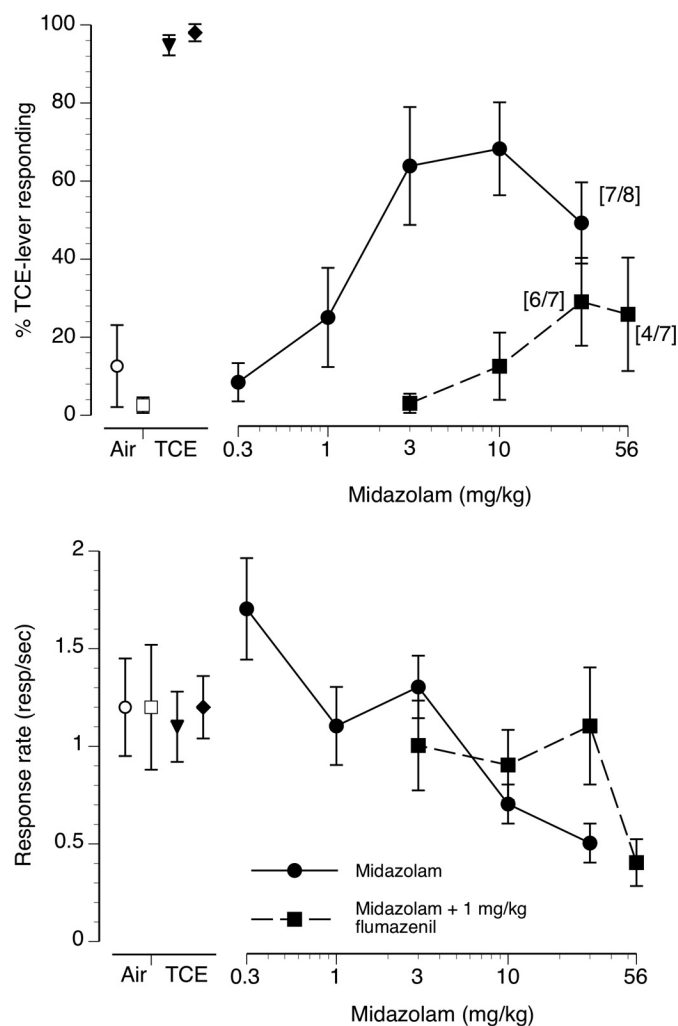 100
80
60
40
20
0
% TCE-lever responding
[7/8]
[6/7]
[4/7]
Air TCE
0.3 1 3 10 56
Midazolam (mg/kg)
2
1.5
1
0.5
0
Response rate (resp/sec)
Midazolam
Midazolam + 1 mg/kg
flumazenil
Air TCE
0.3 1 3 10 56
Midazolam (mg/kg)